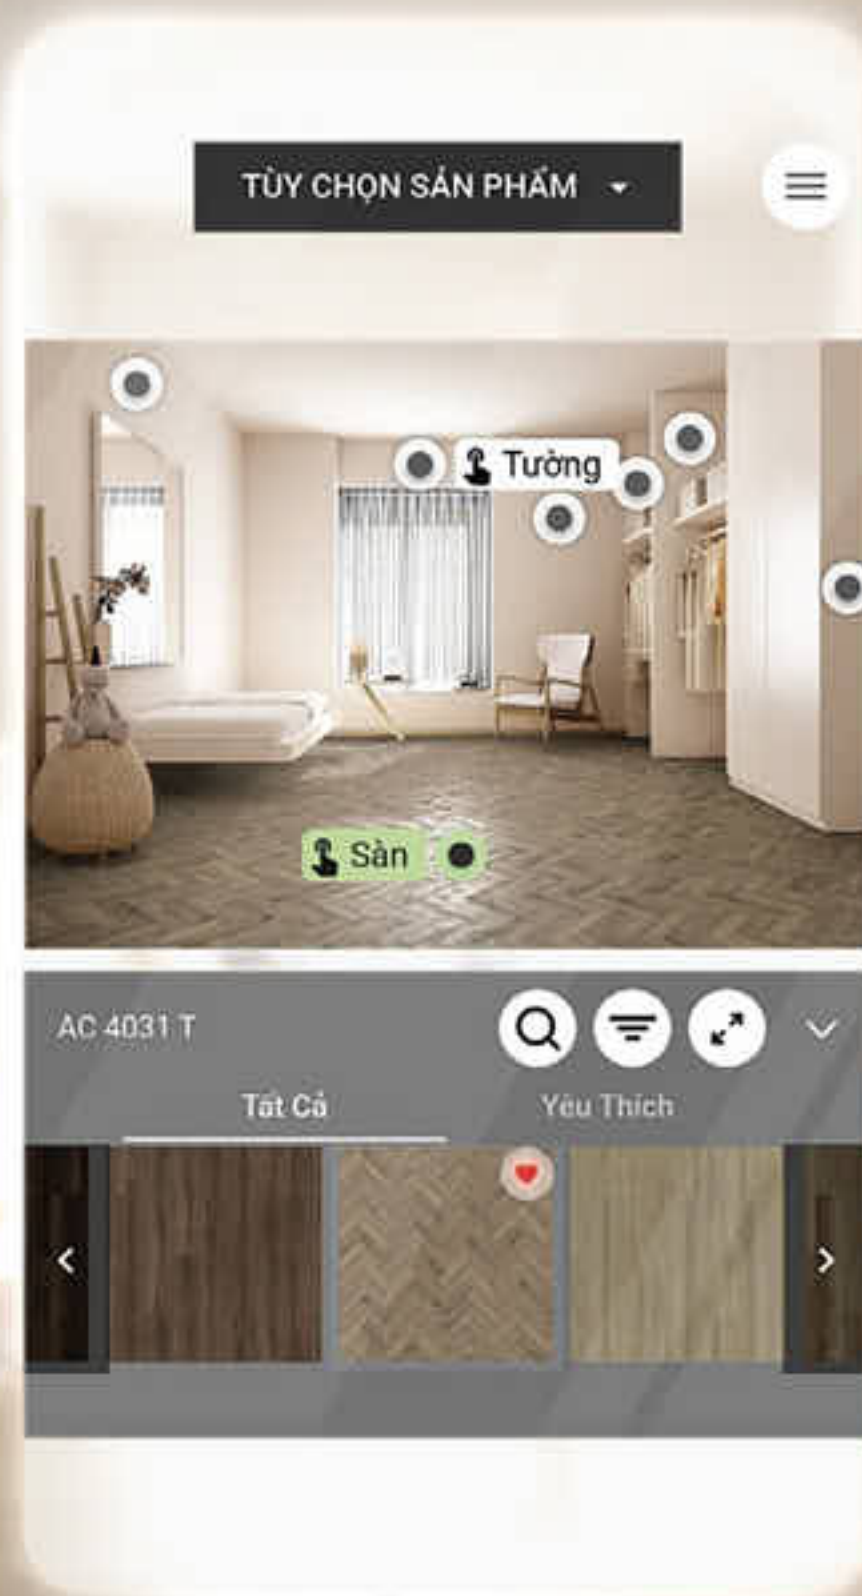 TÙY CHỌN SẢN PHẨM
Tường
Sàn
AC 4031 T
Tất Cả
Yêu Thích